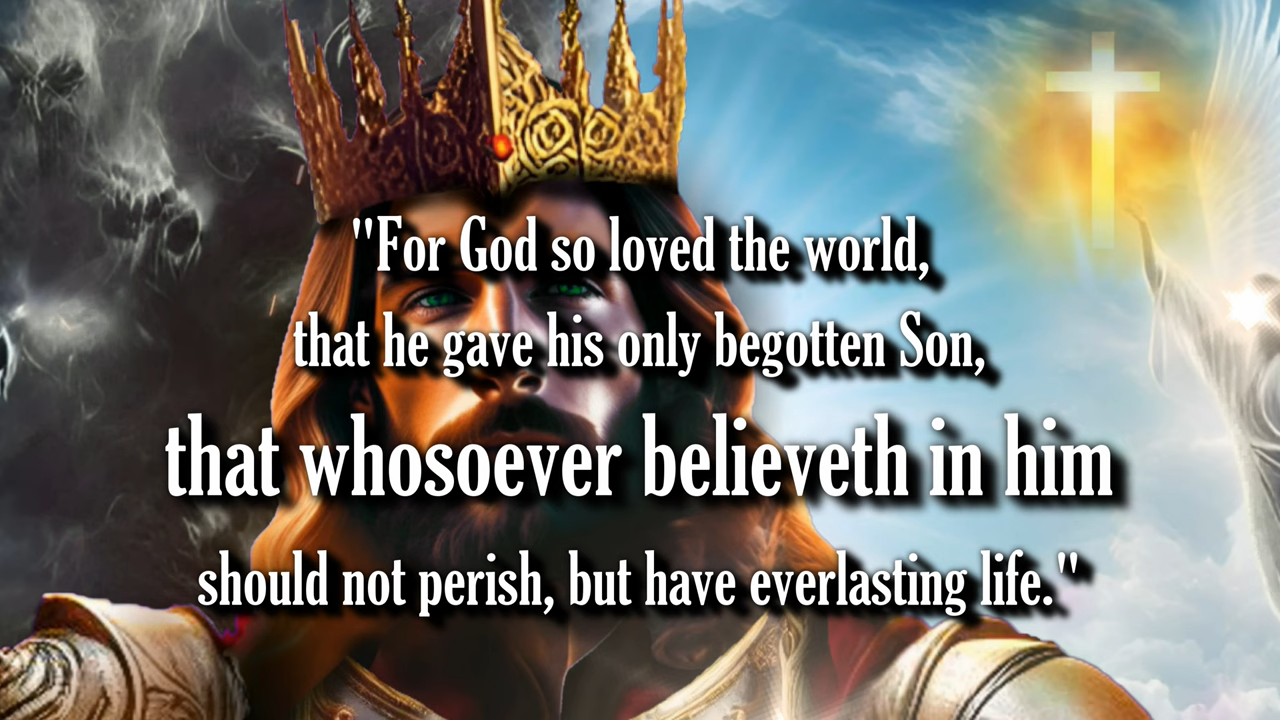 "For God so loved the world,
that he gave his only begotten Son,
that whosoever believeth in him
should not perish, but have everlasting life."